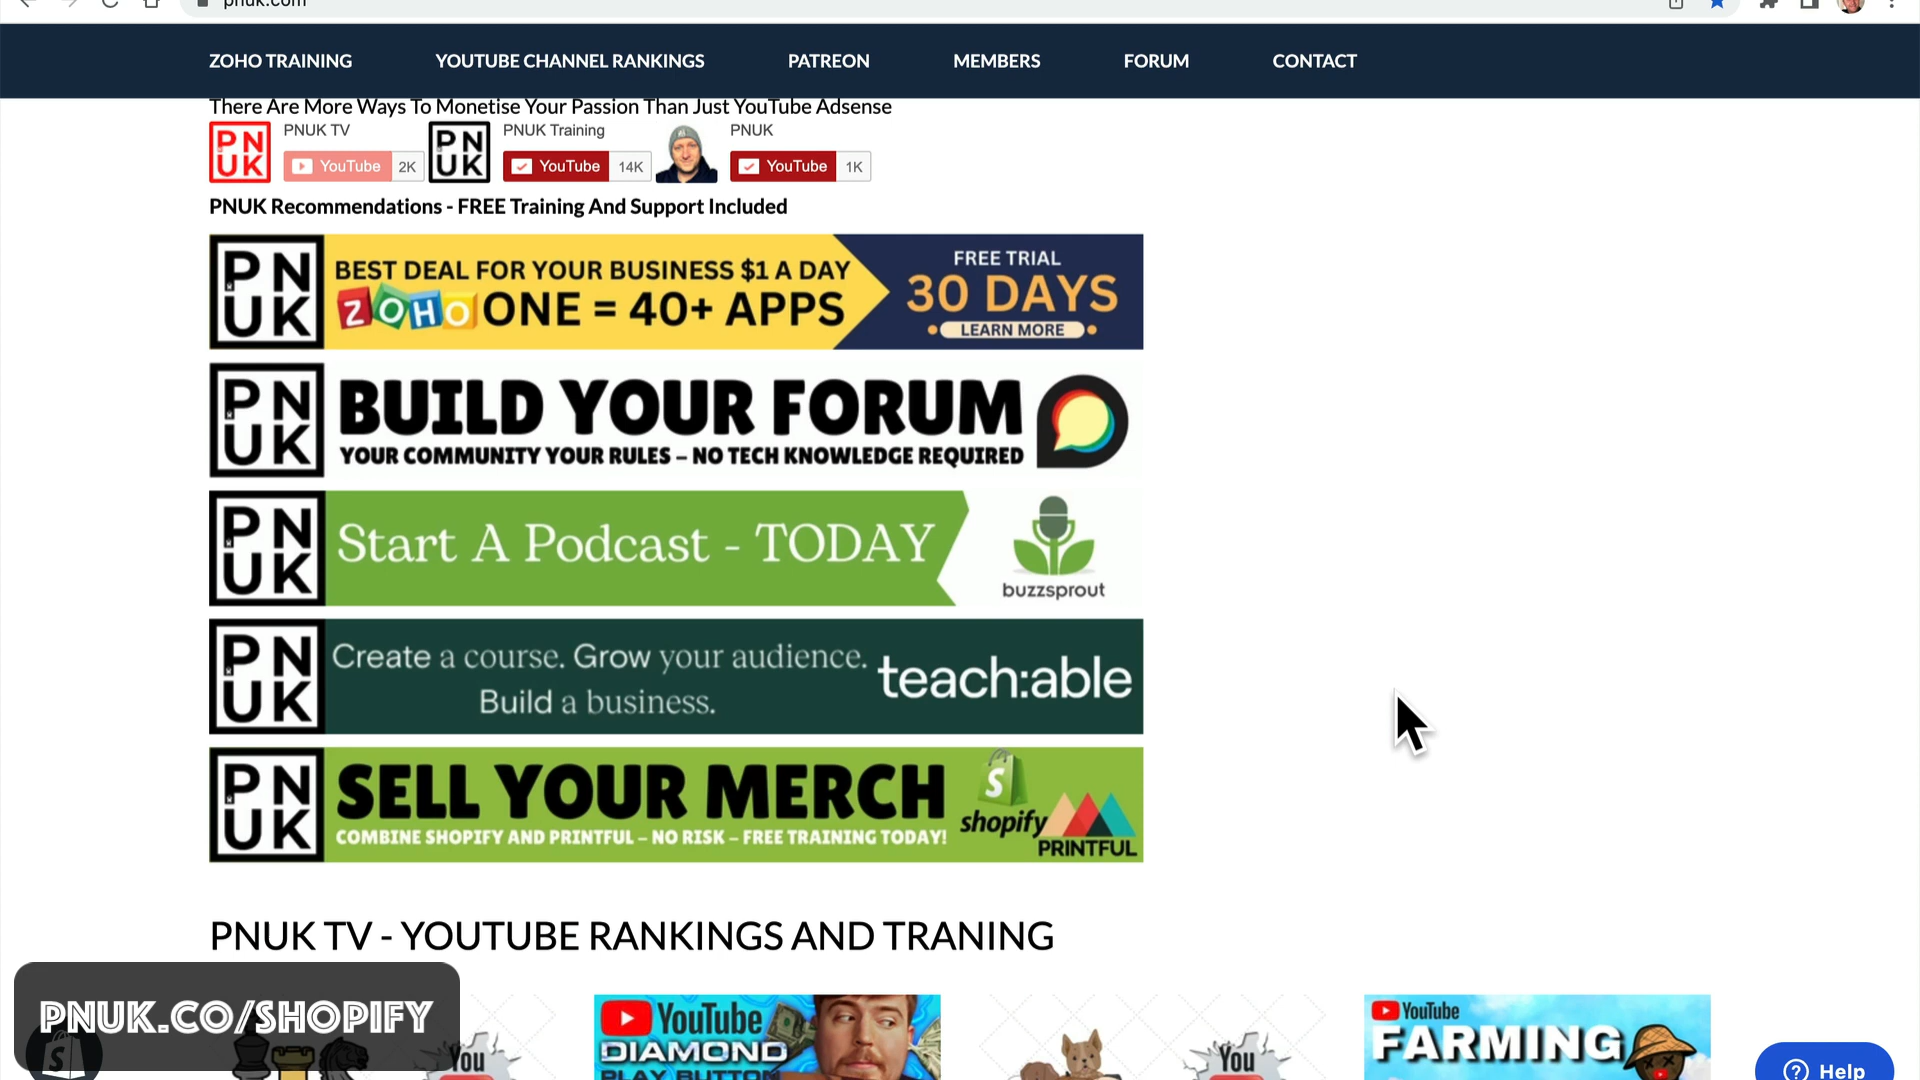 pnuk.com
ZOHO TRAINING YOUTUBE CHANNEL RANKINGS PATREON MEMBERS FORUM CONTACT
There Are More Ways To Monetise Your Passion Than Just YouTube Adsense
PN
UK
PNUK TV
YouTube 2K
PN
UK
PNUK Training
YouTube 14K
PNUK
YouTube 1K
PNUK Recommendations - FREE Training And Support Included
PN
UK
BEST DEAL FOR YOUR BUSINESS $1 A DAY
ZOHO ONE = 40+ APPS
FREE TRIAL
30 DAYS
LEARN MORE
PN
UK
BUILD YOUR FORUM
YOUR COMMUNITY YOUR RULES – NO TECH KNOWLEDGE REQUIRED
PN
UK
Start A Podcast - TODAY
buzzsprout
PN
UK
Create a course. Grow your audience.
Build a business.
teach:able
PN
UK
SELL YOUR MERCH
COMBINE SHOPIFY AND PRINTFUL – NO RISK – FREE TRAINING TODAY!
S
shopify
PRINTFUL
PNUK TV - YOUTUBE RANKINGS AND TRANING
PNUK.CO/SHOPIFY
S
You
YouTube
DIAMOND
PLAY BUTTON
You
YouTube
FARMING
Help